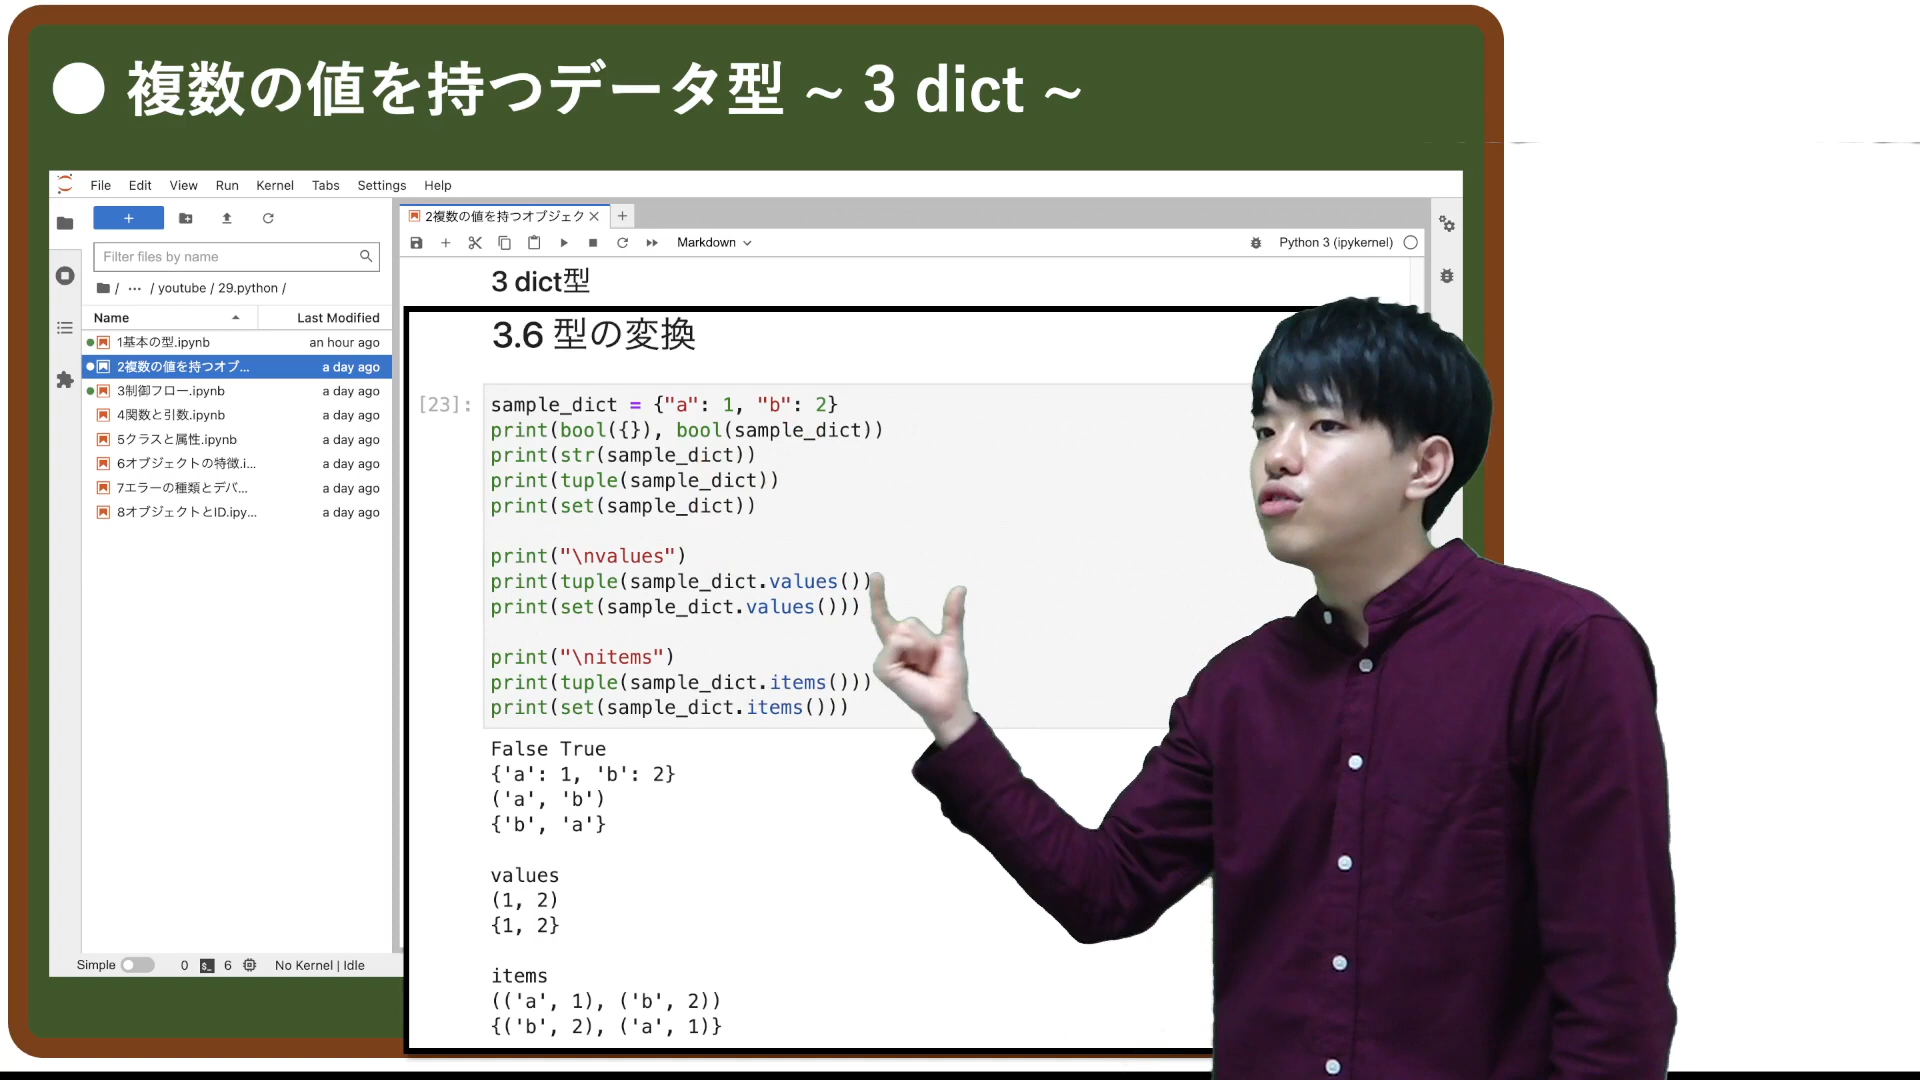 ● 複数の値を持つデータ型 ~ 3 dict ~
File Edit View Run Kernel Tabs Settings Help
Filter files by name
/ ··· / youtube / 29.python /
Name Last Modified
1基本の型.ipynb an hour ago
2複数の値を持つオブ... a day ago
3制御フロー.ipynb a day ago
4関数と引数.ipynb a day ago
5クラスと属性.ipynb a day ago
6オブジェクトの特徴.i... a day ago
7エラーの種類とデバ... a day ago
8オブジェクトとID.ipy... a day ago
Simple 0 6 No Kernel | Idle
2複数の値を持つオブジェク
Markdown Python 3 (ipykernel)
3 dict型
3.6 型の変換
[23]: sample_dict = {"a": 1, "b": 2}
print(bool({}), bool(sample_dict))
print(str(sample_dict))
print(tuple(sample_dict))
print(set(sample_dict))
print("\nvalues")
print(tuple(sample_dict.values())
print(set(sample_dict.values()))
print("\nitems")
print(tuple(sample_dict.items()))
print(set(sample_dict.items()))
False True
{'a': 1, 'b': 2}
('a', 'b')
{'b', 'a'}
values
(1, 2)
{1, 2}
items
(('a', 1), ('b', 2))
{('b', 2), ('a', 1)}